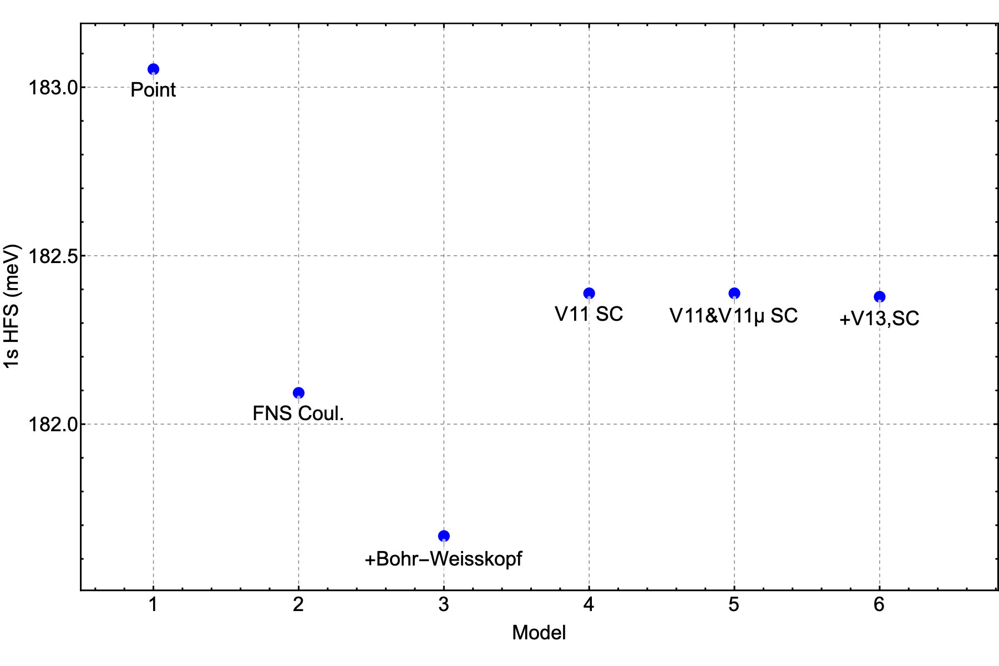 183.0
182.5
182.0
1s HFS (meV)
Point
FNS Coul.
+Bohr−Weisskopf
V11 SC
V11&V11μ SC
+V13,SC
1 2 3 4 5 6
Model